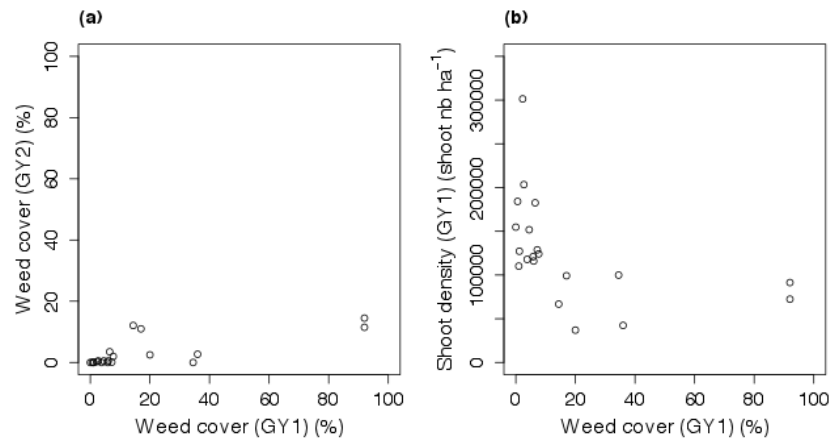 (a)
Weed cover (GY2) (%)
100
80
60
40
20
0
0 20 40 60 80 100
Weed cover (GY1) (%)
(b)
Shoot density (GY1) (shoot nb ha⁻¹)
300000
200000
100000
0
0 20 40 60 80 100
Weed cover (GY1) (%)